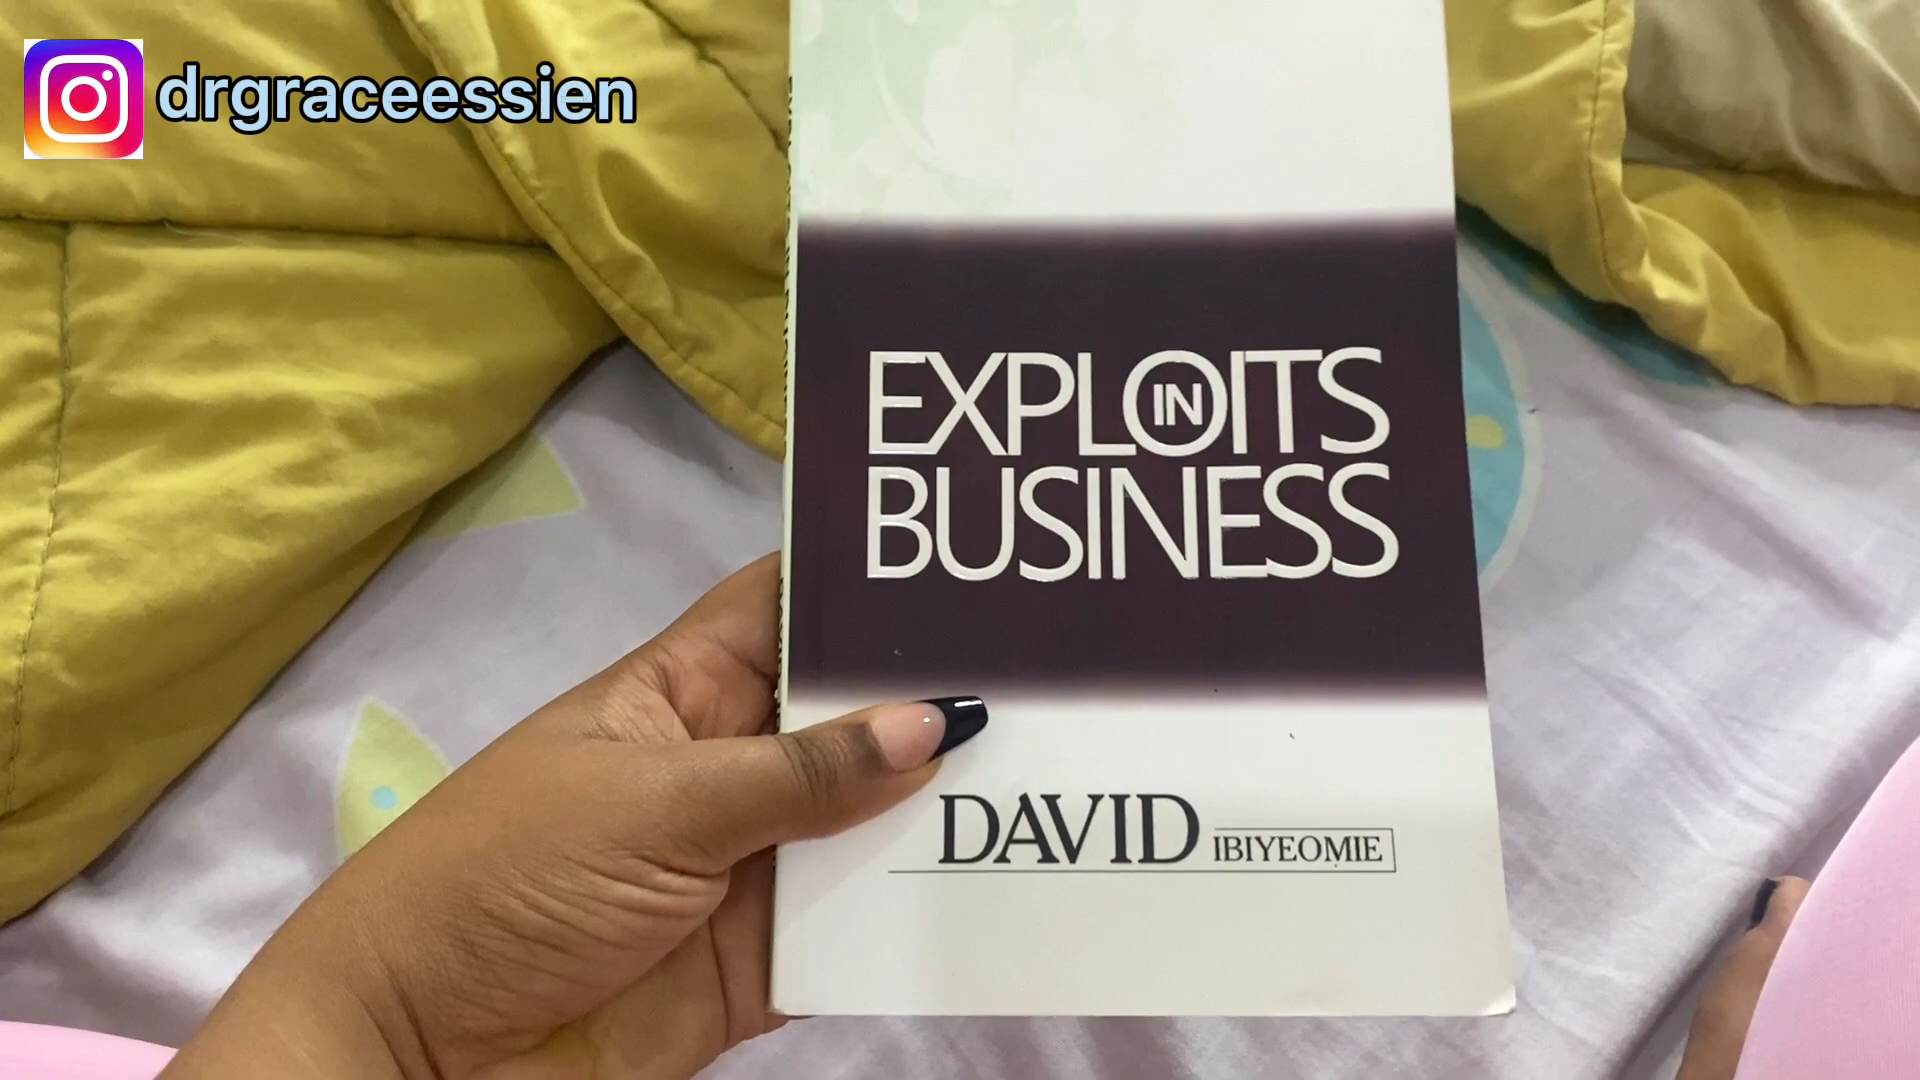 drgraceessien
EXPLOITS
IN
BUSINESS
DAVID IBIYEOMIE